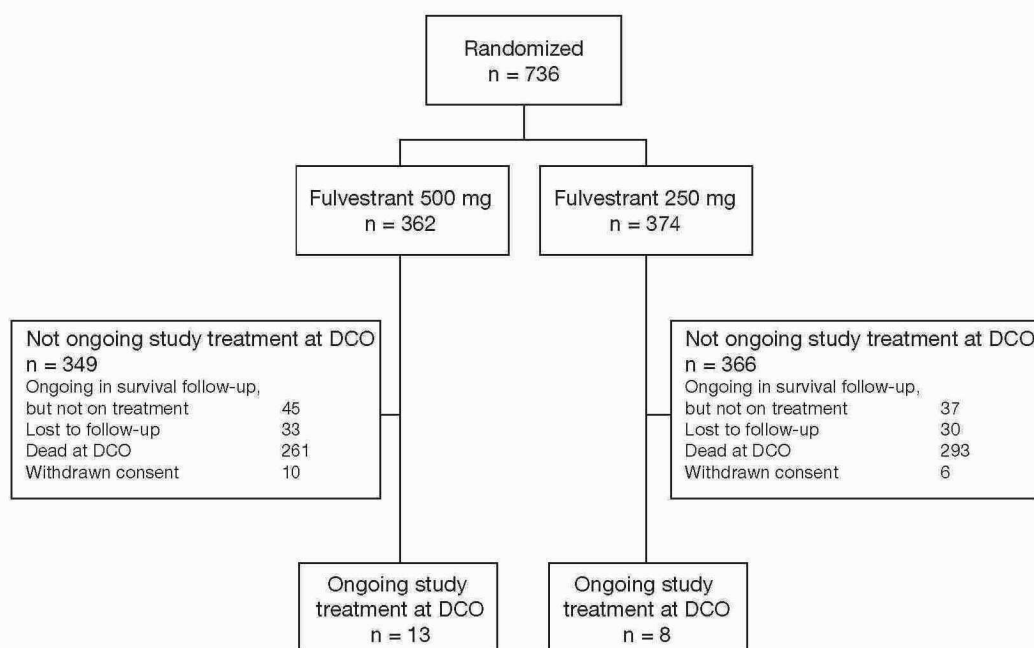 Randomized
n = 736
Fulvestrant 500 mg
n = 362
Fulvestrant 250 mg
n = 374
Not ongoing study treatment at DCO
n = 349
Ongoing in survival follow-up,
but not on treatment 45
Lost to follow-up 33
Dead at DCO 261
Withdrawn consent 10
Not ongoing study treatment at DCO
n = 366
Ongoing in survival follow-up,
but not on treatment 37
Lost to follow-up 30
Dead at DCO 293
Withdrawn consent 6
Ongoing study
treatment at DCO
n = 13
Ongoing study
treatment at DCO
n = 8